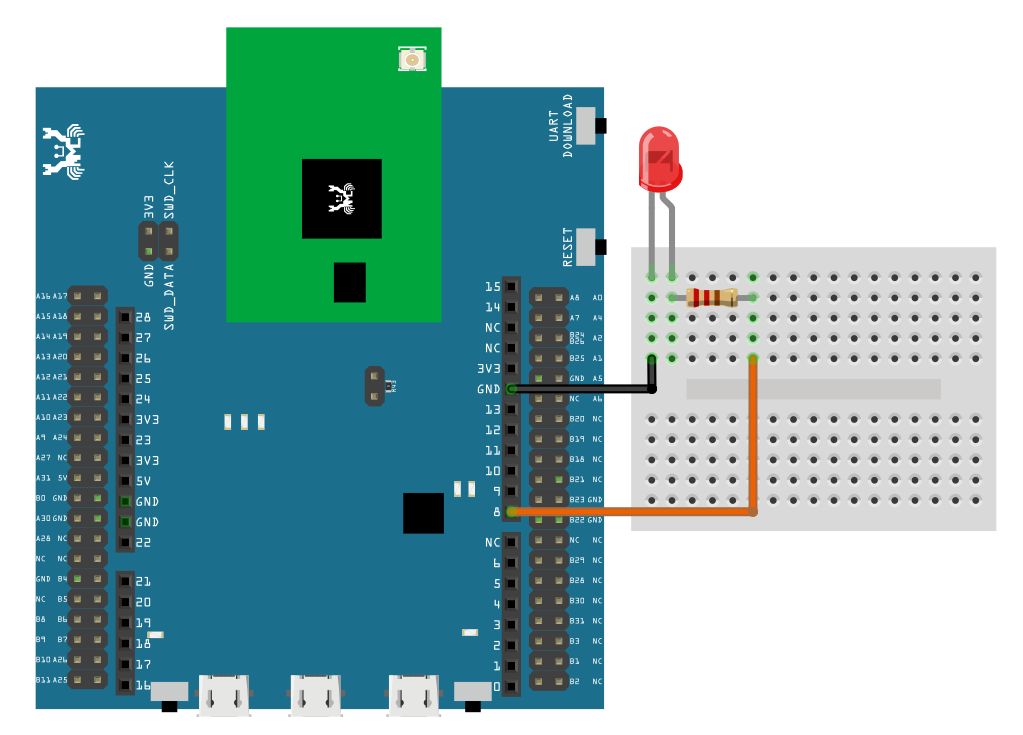 UART
DOWNLOAD
3V3
SWD_CLK
GND
SWD_DATA
RESET
A16 A17
A15 A18
A14 A19
A13 A20
A12 A21
A11 A22
A10 A23
A9 A24
A27 NC
A31 5V
B0 GND
A30 GND
A28 NC
NC NC
GND B4
NC B5
B8 B6
B9 B7
B10 A26
B11 A25
28
27
26
25
24
3V3
23
3V3
5V
GND
GND
22
21
20
19
18
17
16
R43
15
14
NC
NC
3V3
GND
13
12
11
10
9
8
NC
6
5
4
3
2
1
0
A8 A0
A7 A4
B24
B26 A2
B25 A1
GND A5
NC A6
B20 NC
B19 NC
B18 NC
B21 NC
B23 GND
B22 GND
NC NC
B29 NC
B28 NC
B30 NC
B31 NC
B3 NC
B1 NC
B2 NC